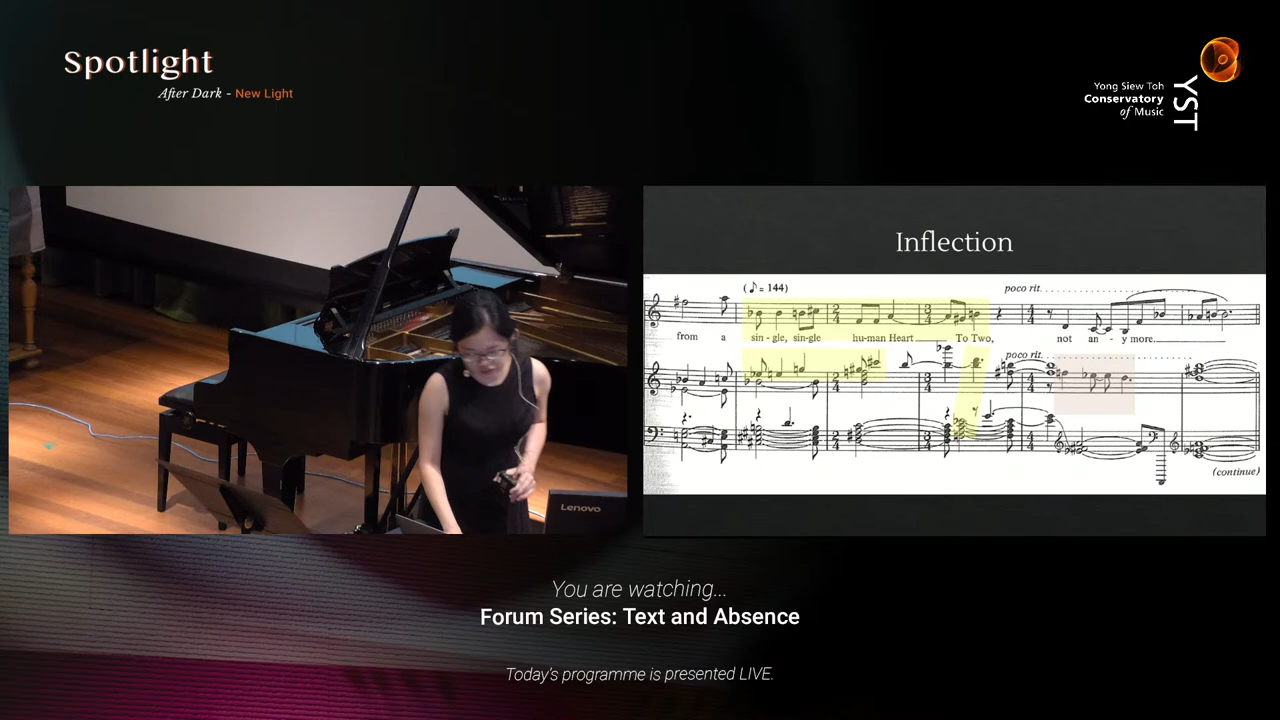 Spotlight
After Dark - New Light
Yong Siew Toh
Conservatory
of Music
YST
Inflection
(♪= 144)
poco rit.
from a sin - gle, sin-gle hu-man Heart To Two, not an - y more.
poco rit.
(continue)
Lenovo
You are watching...
Forum Series: Text and Absence
Today's programme is presented LIVE.